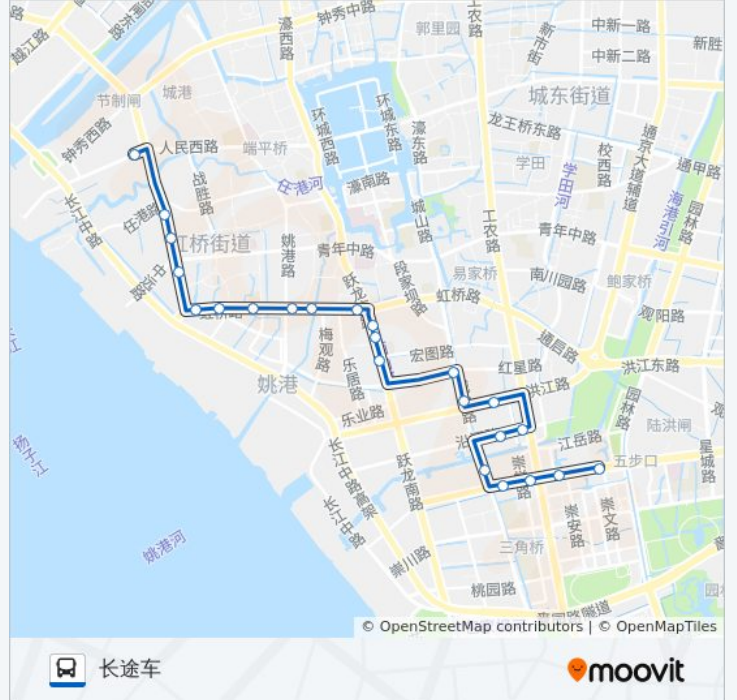 钟秀中路
工农路
郭里园
中新一路
新市街
中新二路
新胜
濠西路
越江路
城港
节制闸
城东街道
环城西路
环城东路
濠东路
龙王桥东路
通京大道辅道
钟秀西路
人民西路
端平桥
学田
校西路
通甲路
学田河
任港河
濠南路
战胜路
长江中路
任港路
城山路
工农路
海港引河
园林路
虹桥街道
姚港路
青年中路
青年中路
易家桥
南川园路
鲍家桥
段家坝路
虹桥路
观阳路
虹桥路
梅观路
通启路
宏图路
红星路
洪江东路
乐居路
洪江路
姚港
园林路
乐业路
陆洪闸
江岳路
星城路
扬子江
长江中路高架
跃龙南路
五步口
长江中路
崇安路
崇文路
姚港河
三角桥
崇川路
桃园路
© OpenStreetMap contributors | © OpenMapTiles
长途车
moovit